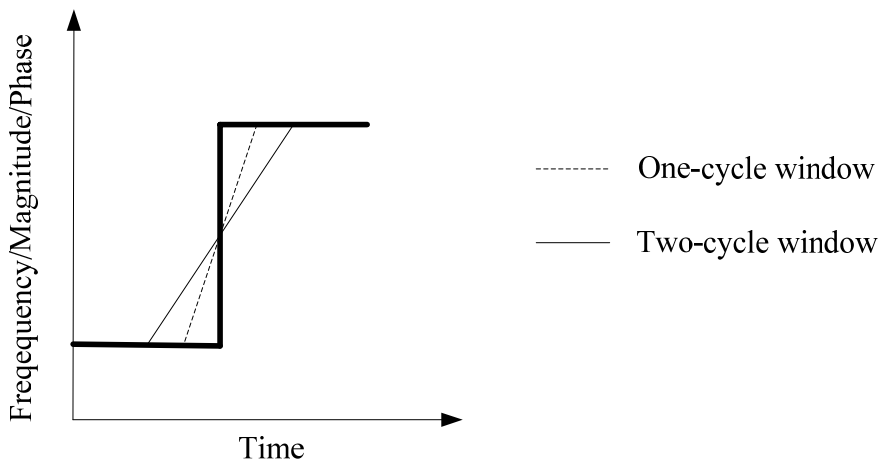 Freqequency/Magnitude/Phase
One-cycle window
Two-cycle window
Time